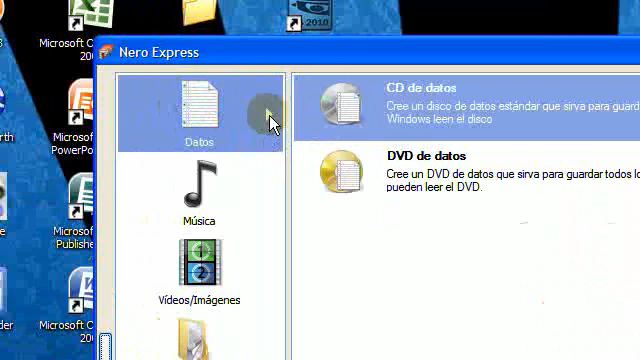 2010
Microsoft O
20
Nero Express
Datos
CD de datos
Cree un disco de datos estándar que sirva para guard
Windows leen el disco
DVD de datos
Cree un DVD de datos que sirva para guardar todos lo
pueden leer el DVD.
rth
Microsoft
PowerPo
Música
e
Microsoft
Publishe
Vídeos/Imágenes
der
Microsoft O
20